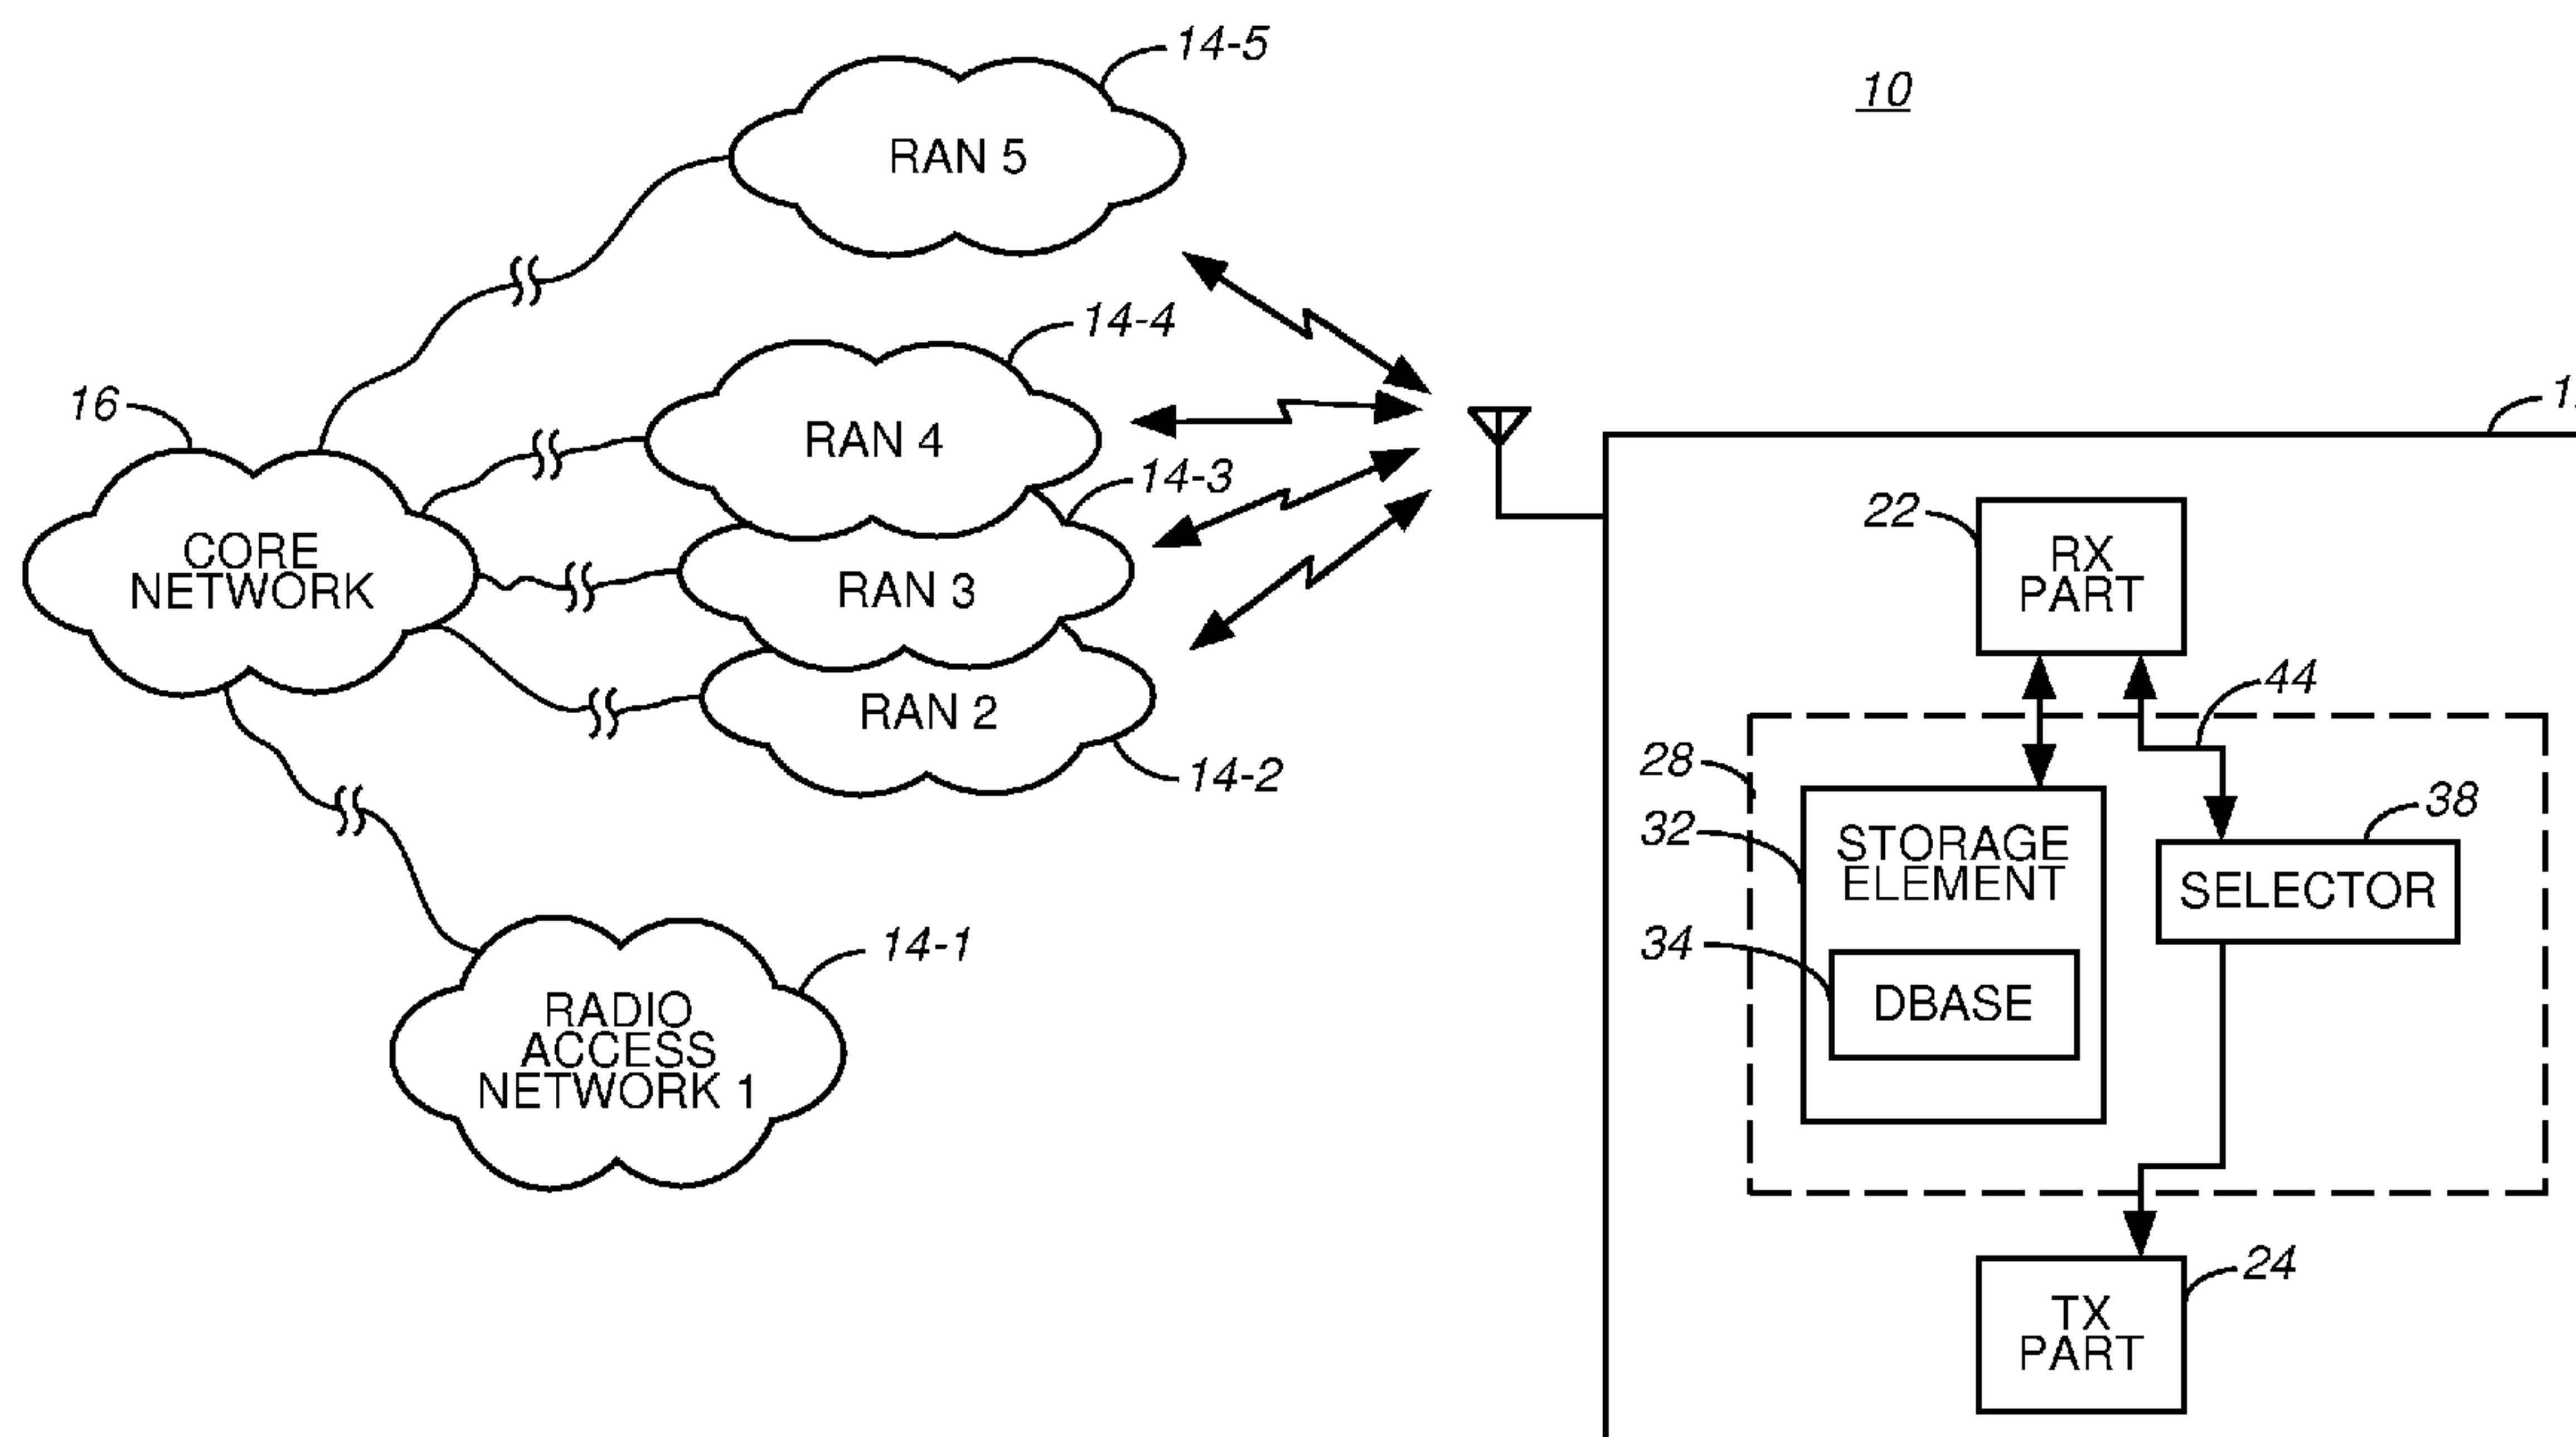 14-5
10
RAN 5
14-4
16
RAN 4
14-3
CORE
NETWORK
RAN 3
RAN 2
14-2
14-1
RADIO
ACCESS
NETWORK 1
22
RX
PART
44
28
32
STORAGE
ELEMENT
38
SELECTOR
34
DBASE
24
TX
PART